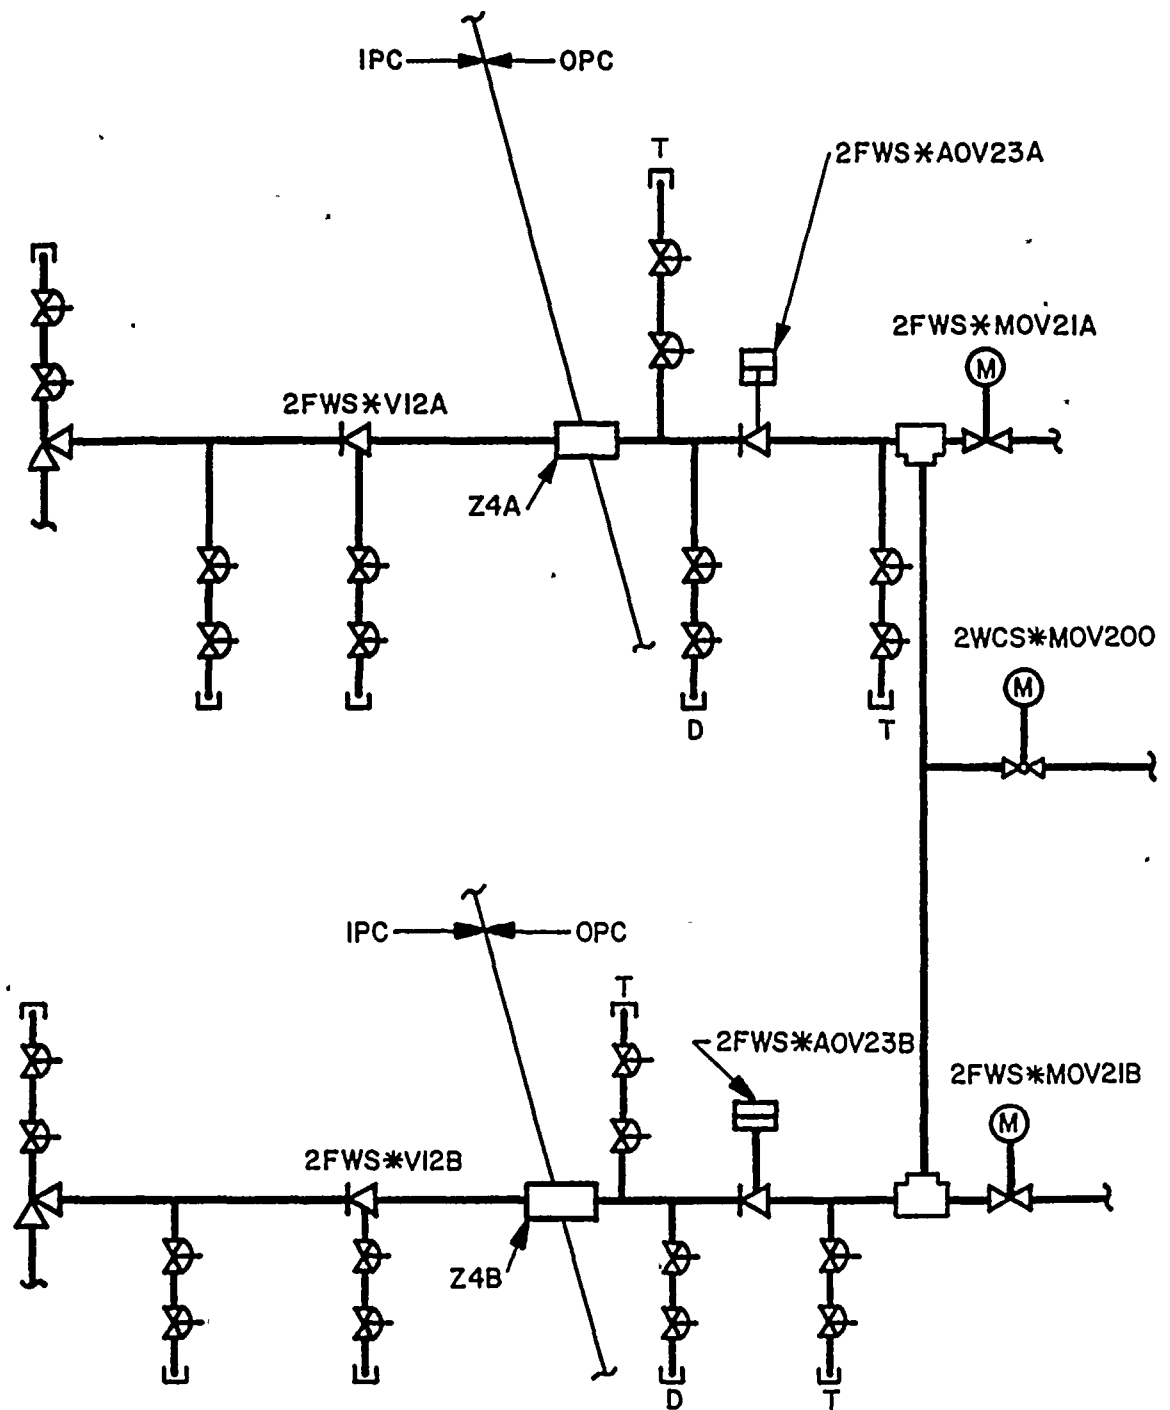 IPC
OPC
T
2FWS*AOV23A
2FWS*MOV21A
M
2FWS*V12A
Z4A
2WCS*MOV200
M
D
T
IPC
OPC
T
2FWS*AOV23B
2FWS*MOV21B
M
2FWS*V12B
Z4B
D
T